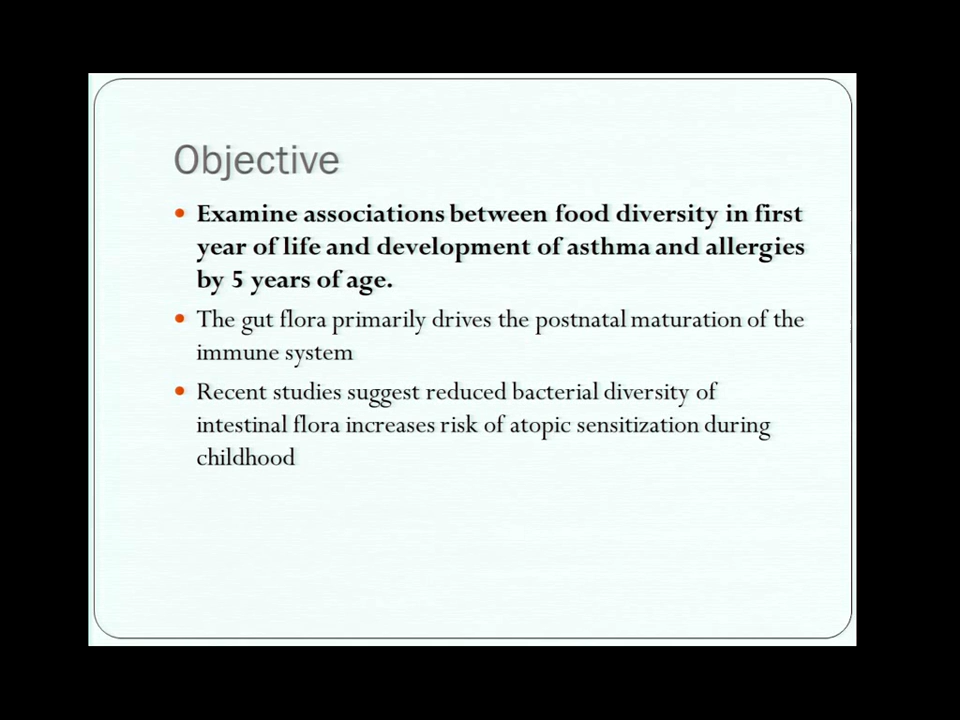 Objective
• Examine associations between food diversity in first
year of life and development of asthma and allergies
by 5 years of age.
• The gut flora primarily drives the postnatal maturation of the
immune system
• Recent studies suggest reduced bacterial diversity of
intestinal flora increases risk of atopic sensitization during
childhood